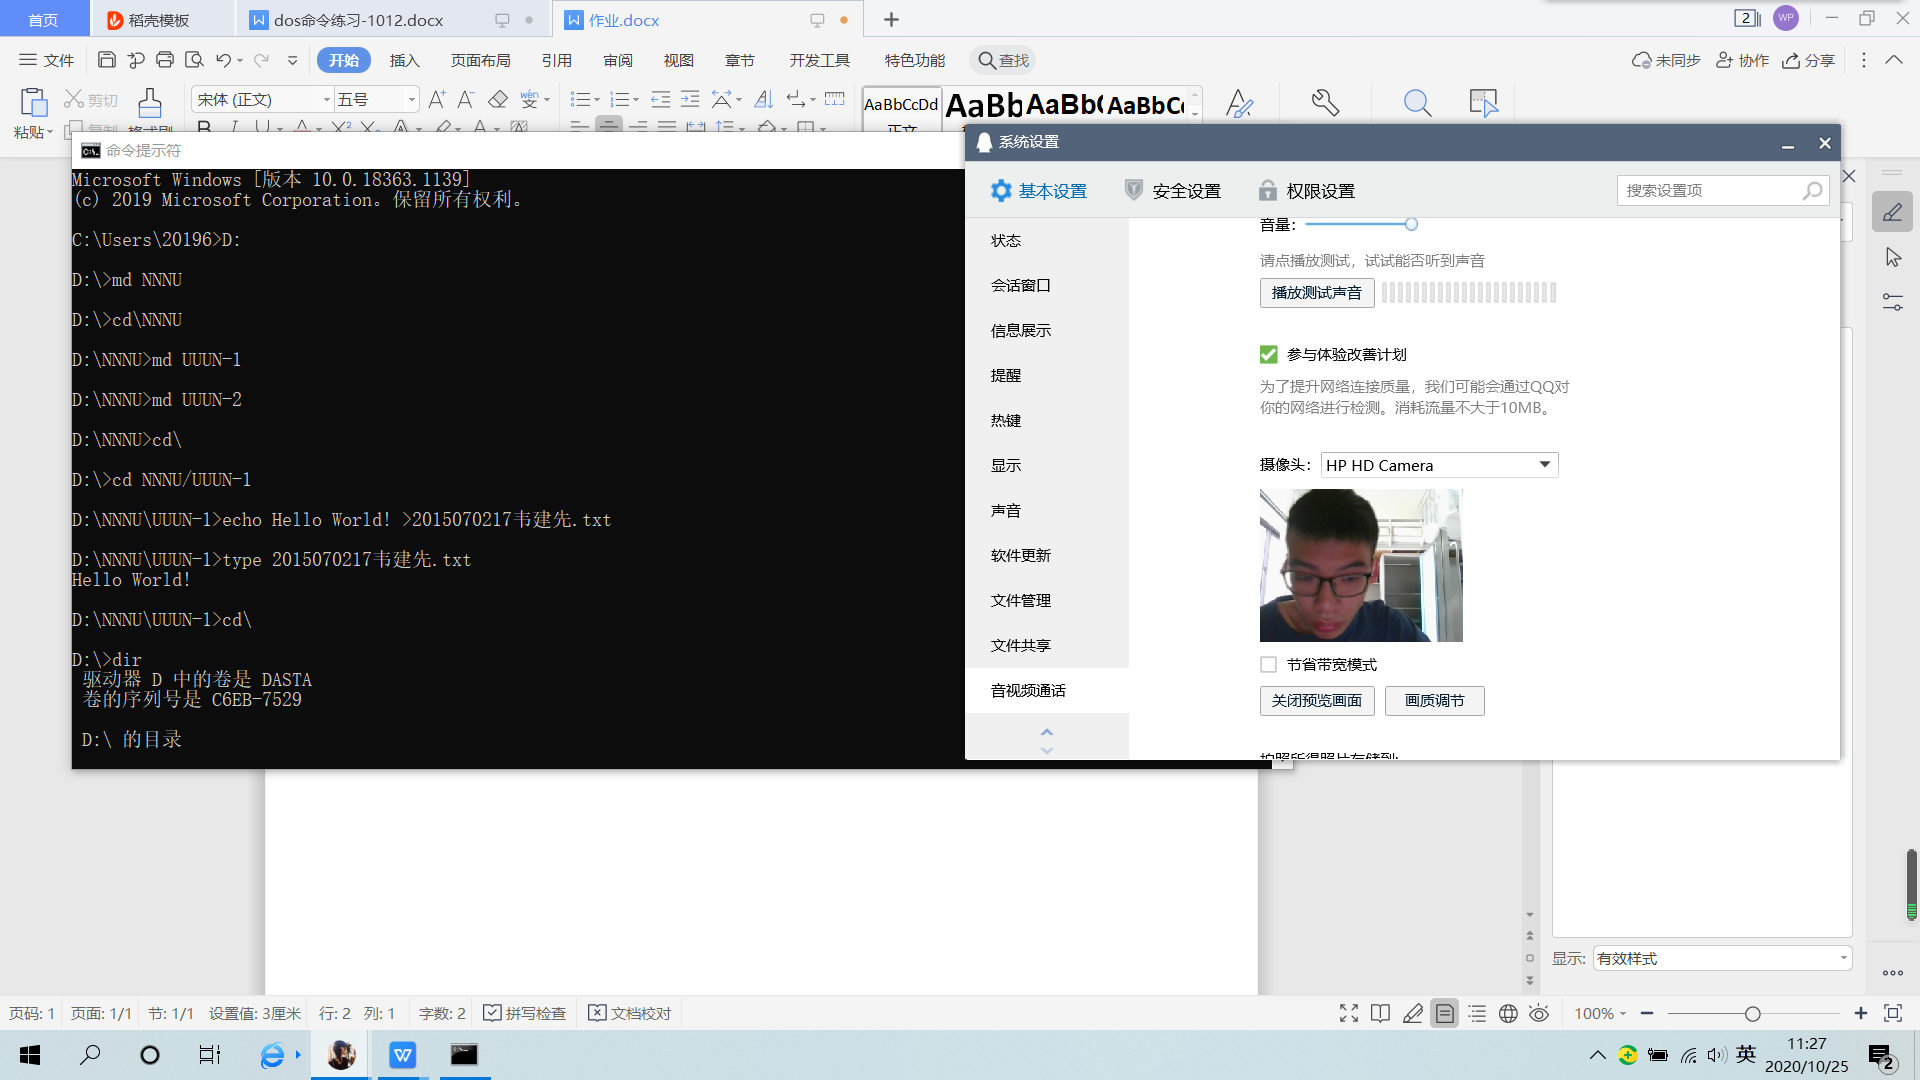 首页
稻壳模板
dos命令练习-1012.docx
作业.docx
2
WP
文件
开始
插入
页面布局
引用
审阅
视图
章节
开发工具
特色功能
查找
未同步
协作
分享
粘贴
剪切
宋体 (正文)
五号
AaBbCcDd
命令提示符
Microsoft Windows [版本 10.0.18363.1139]
(c) 2019 Microsoft Corporation。保留所有权利。
C:\Users\20196>D:
D:\>md NNNU
D:\>cd\NNNU
D:\NNNU>md UUUN-1
D:\NNNU>md UUUN-2
D:\NNNU>cd\
D:\>cd NNNU/UUUN-1
D:\NNNU\UUUN-1>echo Hello World! >2015070217韦建先.txt
D:\NNNU\UUUN-1>type 2015070217韦建先.txt
Hello World!
D:\NNNU\UUUN-1>cd\
D:\>dir
驱动器 D 中的卷是 DASTA
卷的序列号是 C6EB-7529
D:\ 的目录
系统设置
基本设置
安全设置
权限设置
搜索设置项
状态
会话窗口
信息展示
提醒
热键
显示
声音
软件更新
文件管理
文件共享
音视频通话
音量：
请点播放测试，试试能否听到声音
播放测试声音
参与体验改善计划
为了提升网络连接质量，我们可能会通过QQ对
你的网络进行检测。消耗流量不大于10MB。
摄像头：
HP HD Camera
节省带宽模式
关闭预览画面
画质调节
显示:
有效样式
页码: 1
页面: 1/1
节: 1/1
设置值: 3厘米
行: 2
列: 1
字数: 2
拼写检查
文档校对
100%
英
11:27
2020/10/25
2